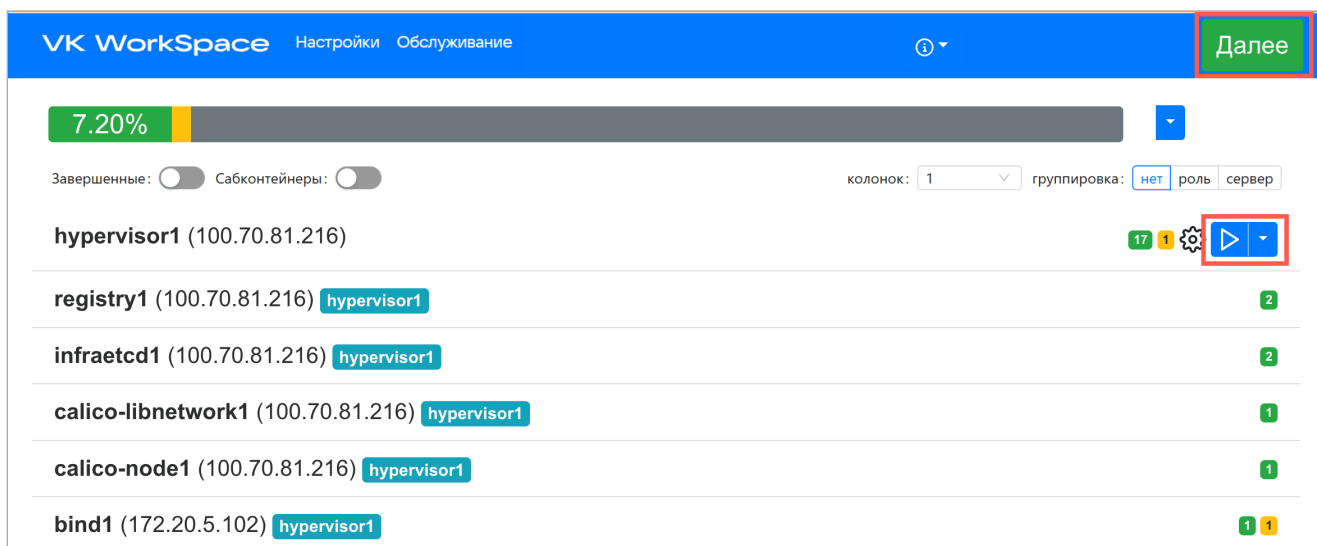 VK WorkSpace Настройки Обслуживание Далее
7.20%
Завершенные: Сабконтейнеры: колонок: 1 группировка: нет роль сервер
hypervisor1 (100.70.81.216) 17 1
registry1 (100.70.81.216) hypervisor1 2
infraetcd1 (100.70.81.216) hypervisor1 2
calico-libnetwork1 (100.70.81.216) hypervisor1 1
calico-node1 (100.70.81.216) hypervisor1 1
bind1 (172.20.5.102) hypervisor1 1 1